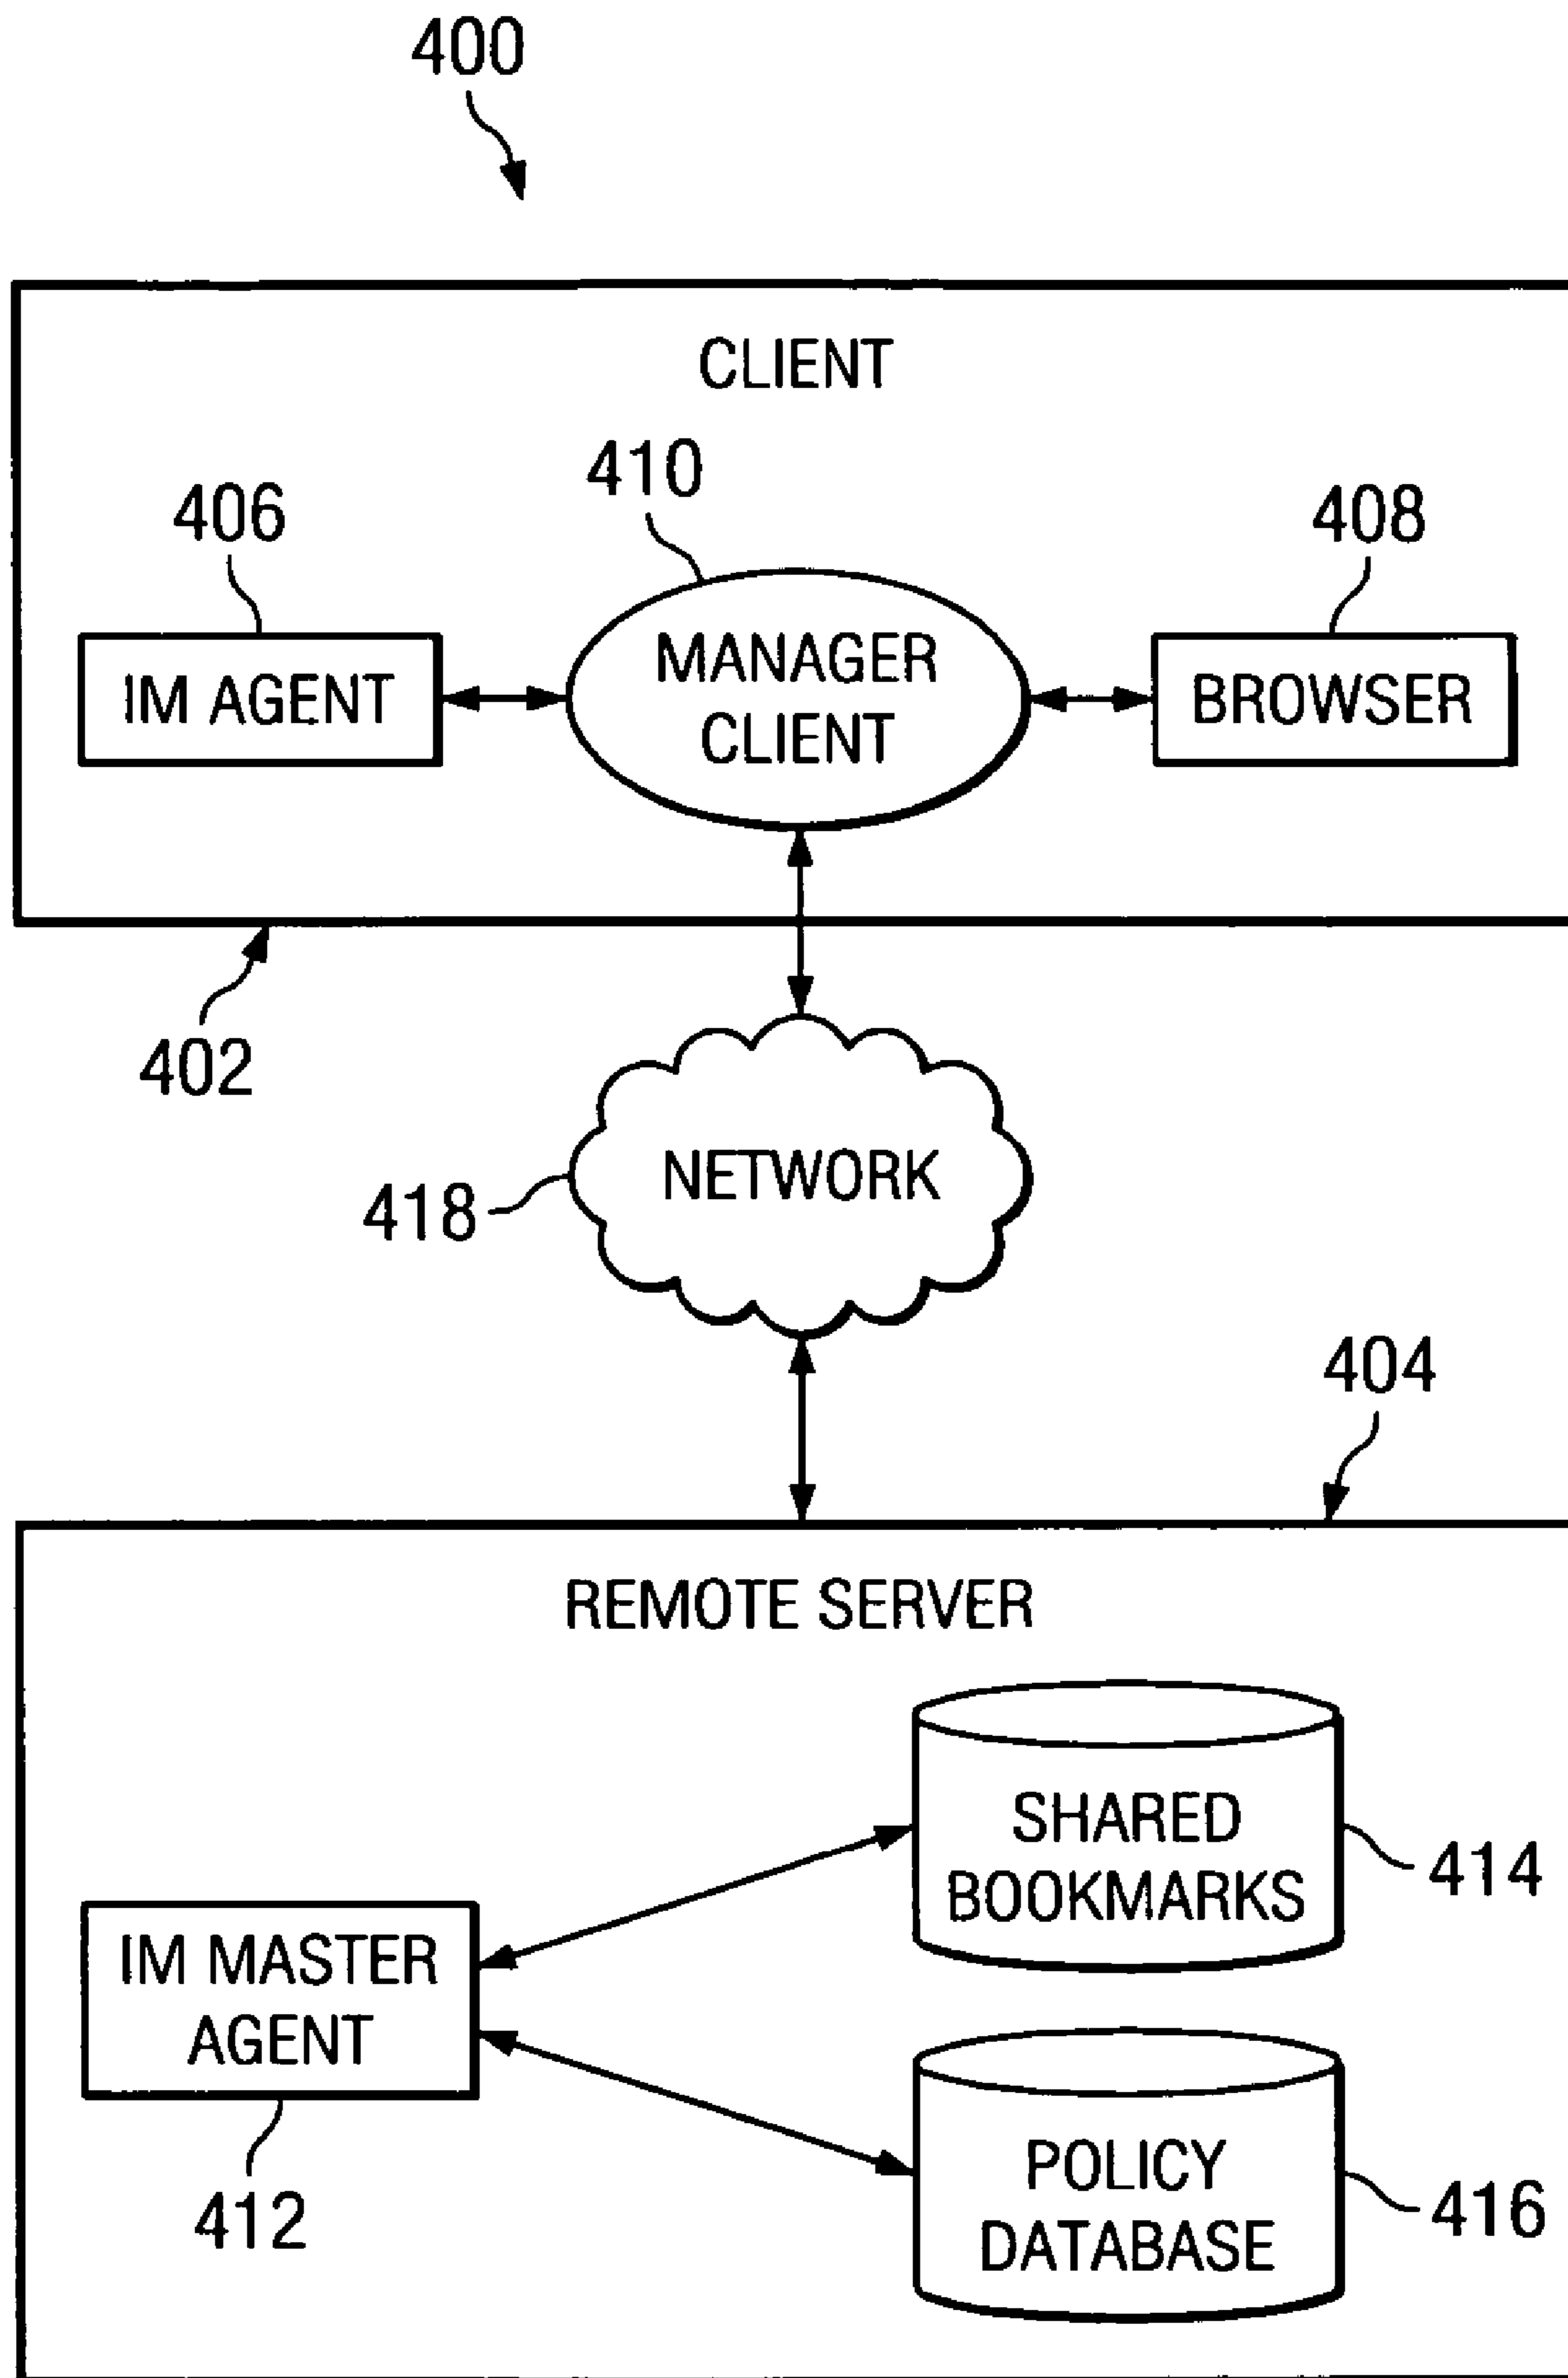 400
CLIENT
410
406
408
MANAGER
CLIENT
IM AGENT
BROWSER
402
NETWORK
418
404
REMOTE SERVER
SHARED
BOOKMARKS
414
IM MASTER
AGENT
412
POLICY
DATABASE
416